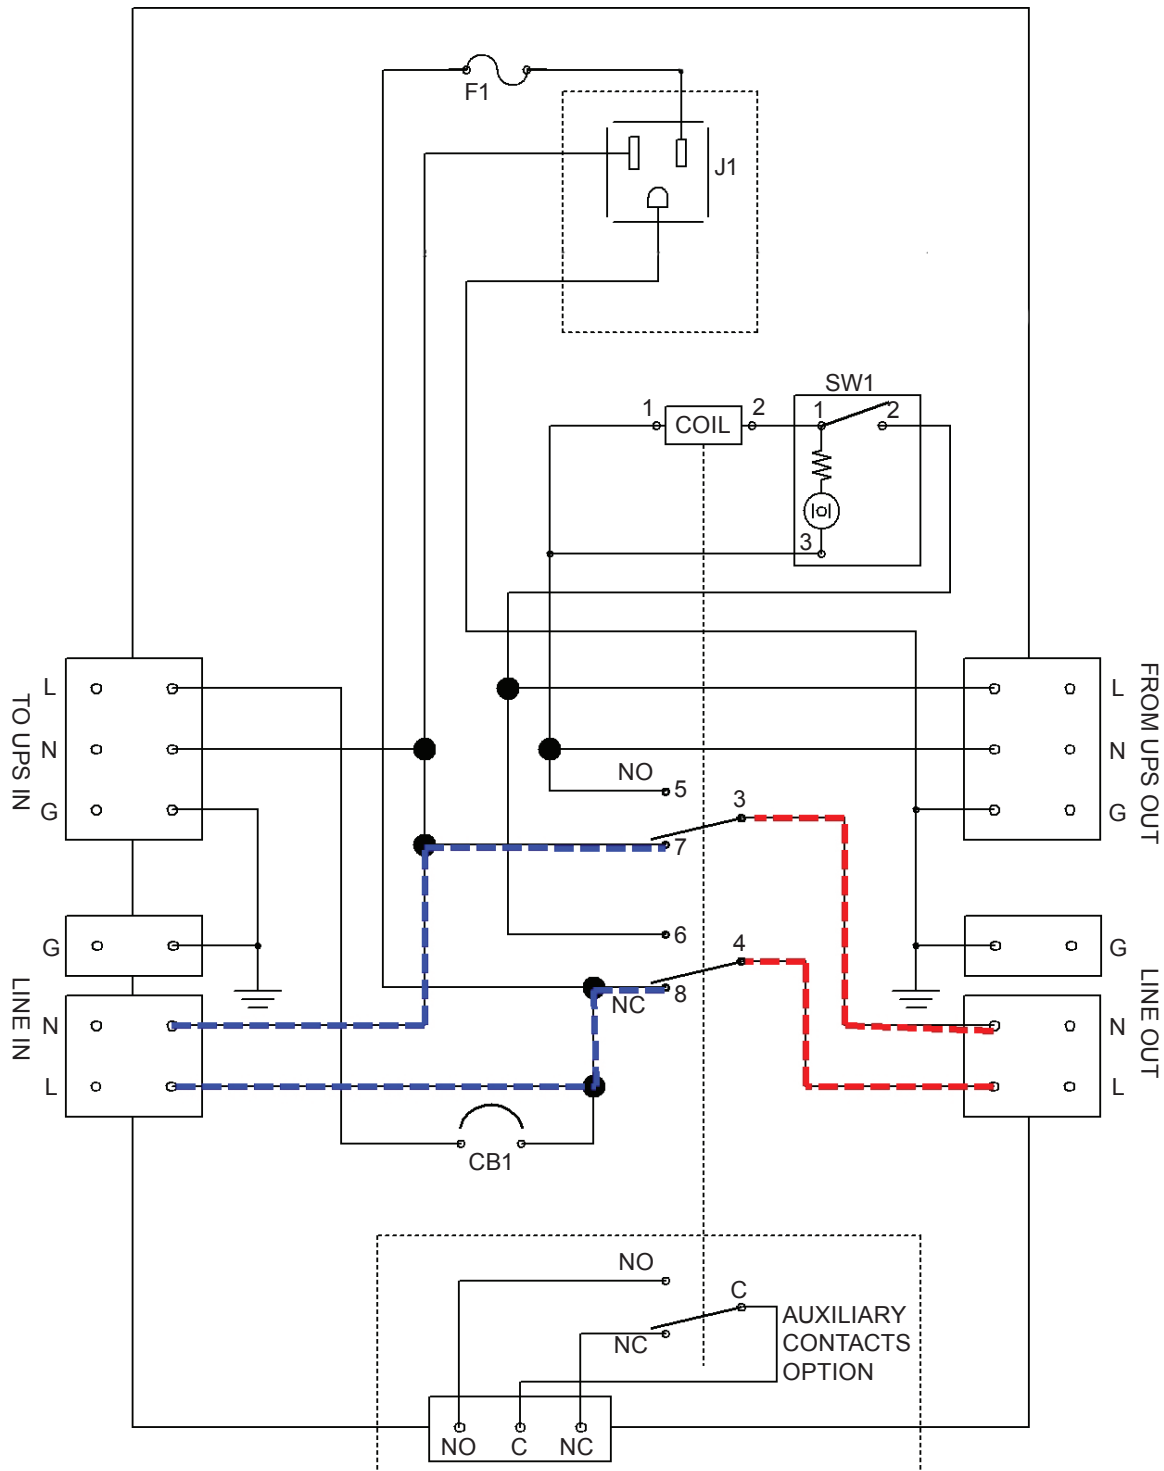 F1
J1
SW1
1
COIL
2
1
2
3
L
N
G
TO UPS IN
L
N
G
FROM UPS OUT
NO
5
3
7
6
4
NC
8
G
N
L
LINE IN
G
N
L
LINE OUT
CB1
NO
C
NC
AUXILIARY
CONTACTS
OPTION
NO
C
NC